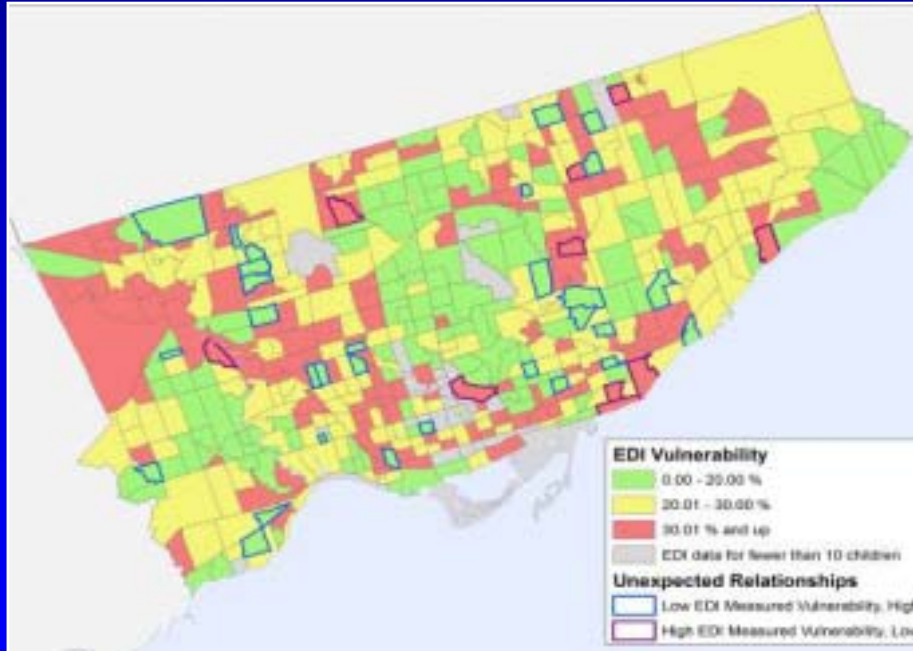 EDI Vulnerability
0.00 - 20.00 %
20.01 - 30.00 %
30.01 % and up
EDI data for fewer than 10 children
Unexpected Relationships
Low EDI Measured Vulnerability, High
High EDI Measured Vulnerability, Low